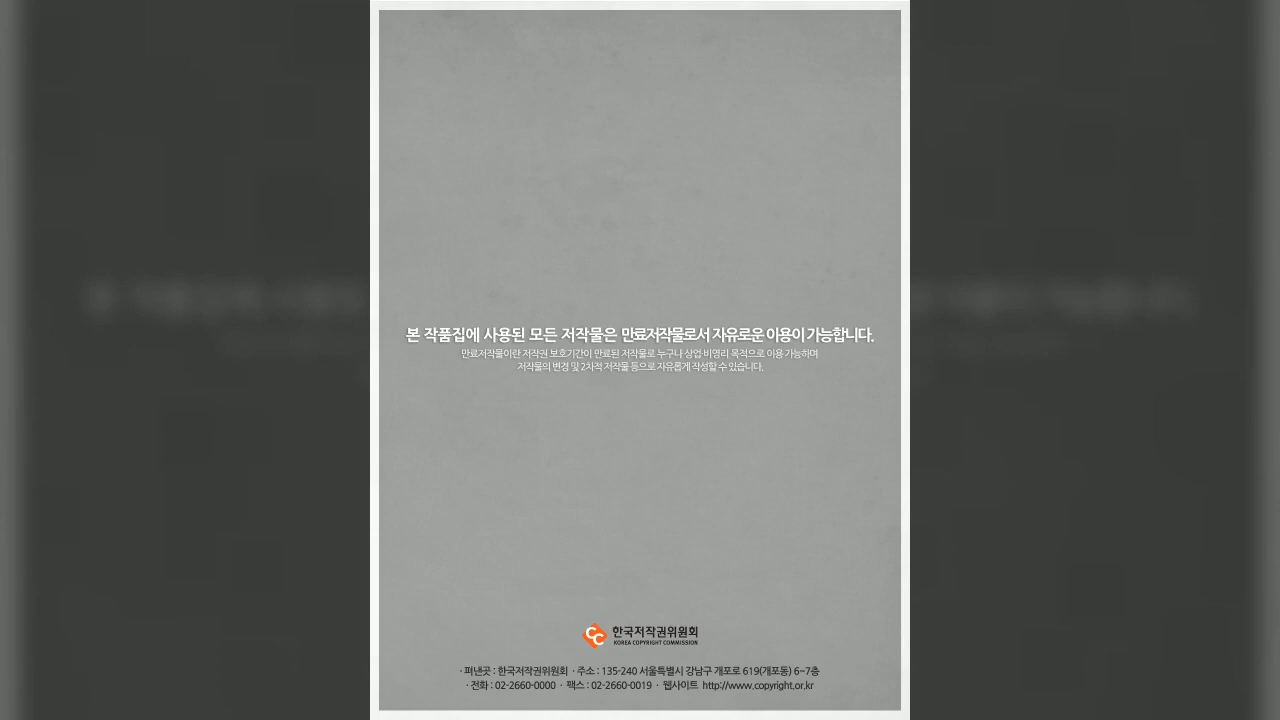 본 작품집에 사용된 모든 저작물은 만료저작물로서 자유로운 이용이 가능합니다.
만료저작물이란 저작권 보호기간이 만료된 저작물로 누구나 상업·비영리 목적으로 이용 가능하며
저작물의 변경 및 2차적 저작물 등으로 자유롭게 작성할 수 있습니다.
CC 한국저작권위원회
KOREA COPYRIGHT COMMISSION
· 펴낸곳 : 한국저작권위원회 · 주소 : 135-240 서울특별시 강남구 개포로 619(개포동) 6~7층
· 전화 : 02-2660-0000 · 팩스 : 02-2660-0019 · 웹사이트 http://www.copyright.or.kr